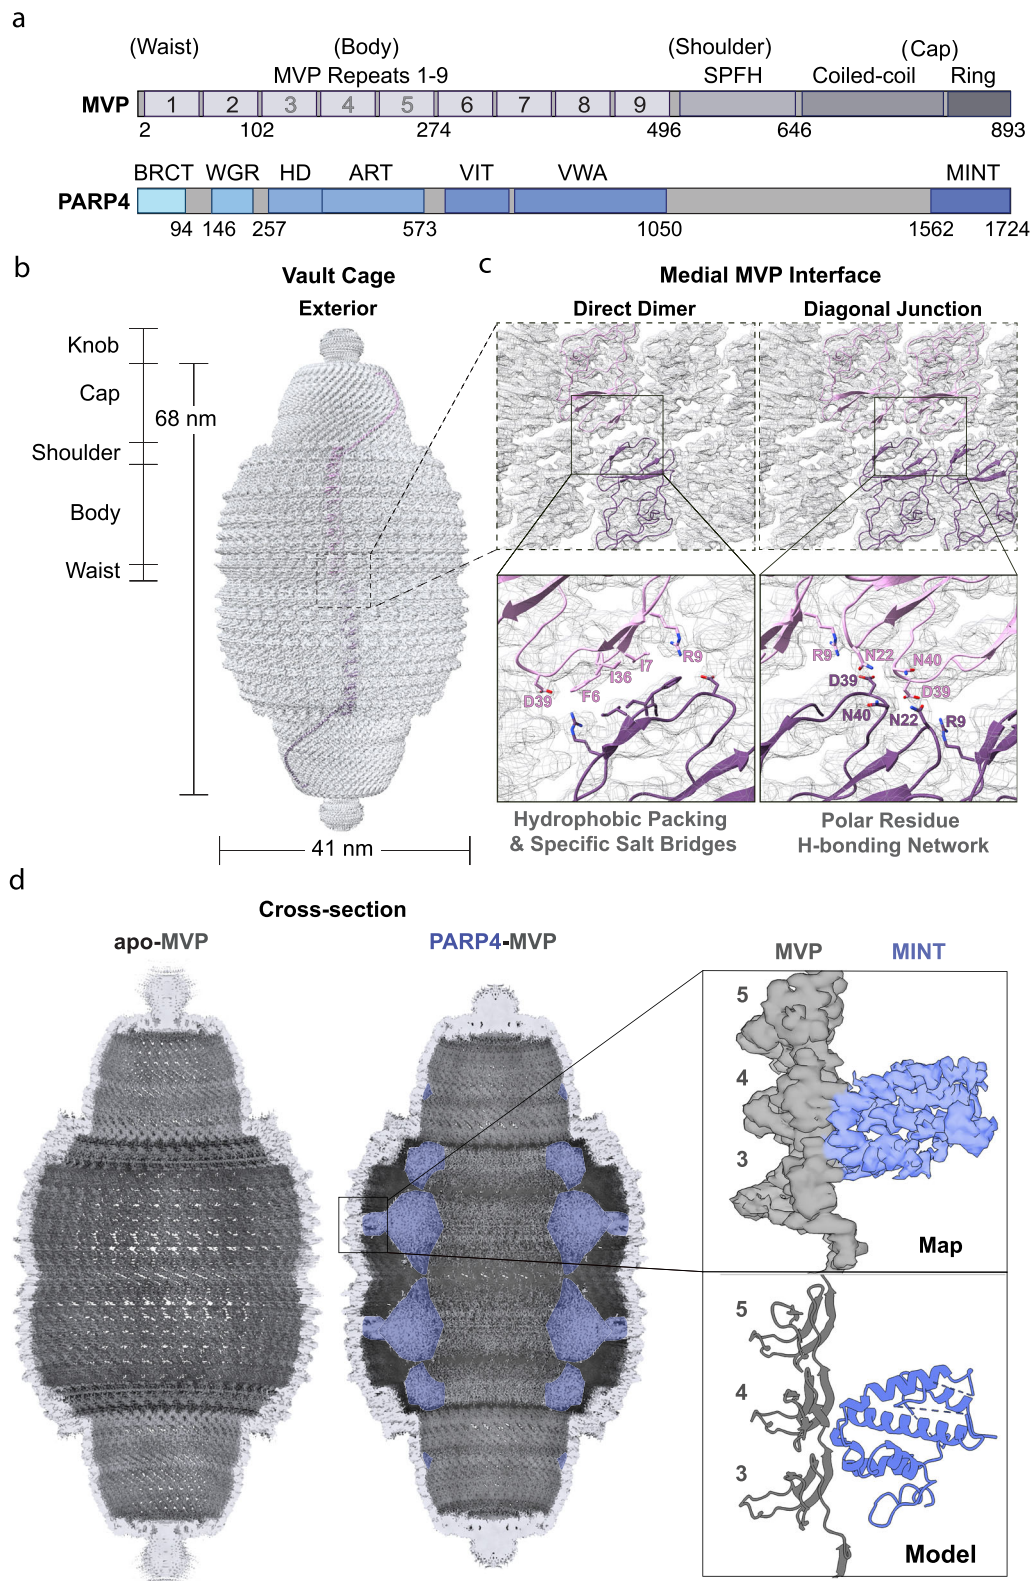 a
(Waist) (Body) (Shoulder) (Cap)
MVP Repeats 1-9 SPFH Coiled-coil Ring
MVP 1 2 3 4 5 6 7 8 9
2 102 274 496 646 893
BRCT WGR HD ART VIT VWA MINT
PARP4
94 146 257 573 1050 1562 1724
b
Vault Cage
Exterior
Knob
Cap
68 nm
Shoulder
Body
Waist
41 nm
c
Medial MVP Interface
Direct Dimer Diagonal Junction
R9
I7
I36
F6
D39
R9 N22 N40
D39 D39
N40 N22 R9
Hydrophobic Packing
& Specific Salt Bridges
Polar Residue
H-bonding Network
d
Cross-section
apo-MVP PARP4-MVP
MVP MINT
5
4
3
Map
5
4
3
Model